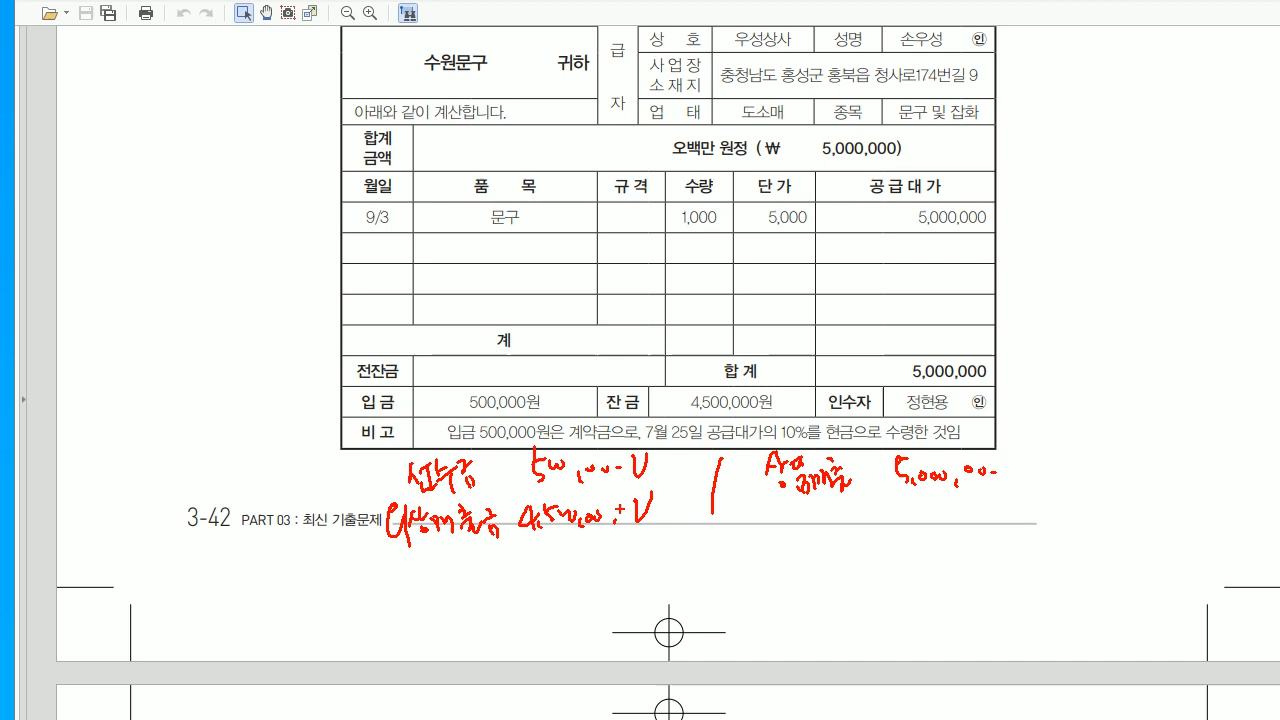 수원문구 귀하 급 자 상 호 우성상사 성명 손우성 인
사 업 장 소 재 지 충청남도 홍성군 홍북읍 청사로174번길 9
아래와 같이 계산합니다. 업 태 도소매 종목 문구 및 잡화
합계 금액 오백만 원정 ( ₩ 5,000,000)
월일 품 목 규 격 수량 단 가 공 급 대 가
9/3 문구 1,000 5,000 5,000,000
계
전잔금 합 계 5,000,000
입 금 500,000원 잔 금 4,500,000원 인수자 정현용 인
비 고 입금 500,000원은 계약금으로, 7월 25일 공급대가의 10%를 현금으로 수령한 것임
선수금 상품매출
외상매출금
3-42 PART 03 : 최신 기출문제